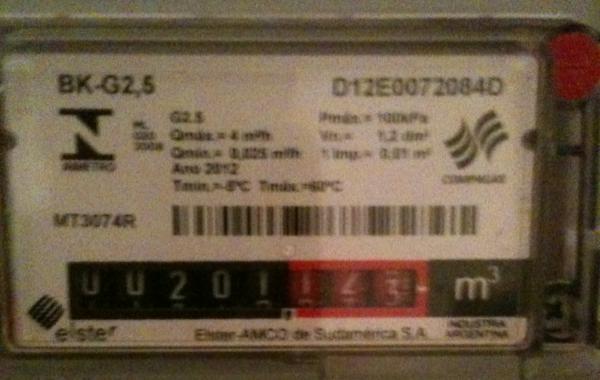 BK-G2,5 D12E0072084D
G2.5 Pmáx.= 100kPa
Qmáx.= 4 m³/h Vn.= 1,2 dm³
Qmín.= 0,025 m³/h 1 Imp.= 0,01 m³
Ano 2012
Tmín.=-5ºC Tmáx.=60ºC
INMETRO
COMPAGAS
MT3074R
00201 m³
elster
Elster-AMCO de Sudamérica S.A.
INDUSTRIA
ARGENTINA